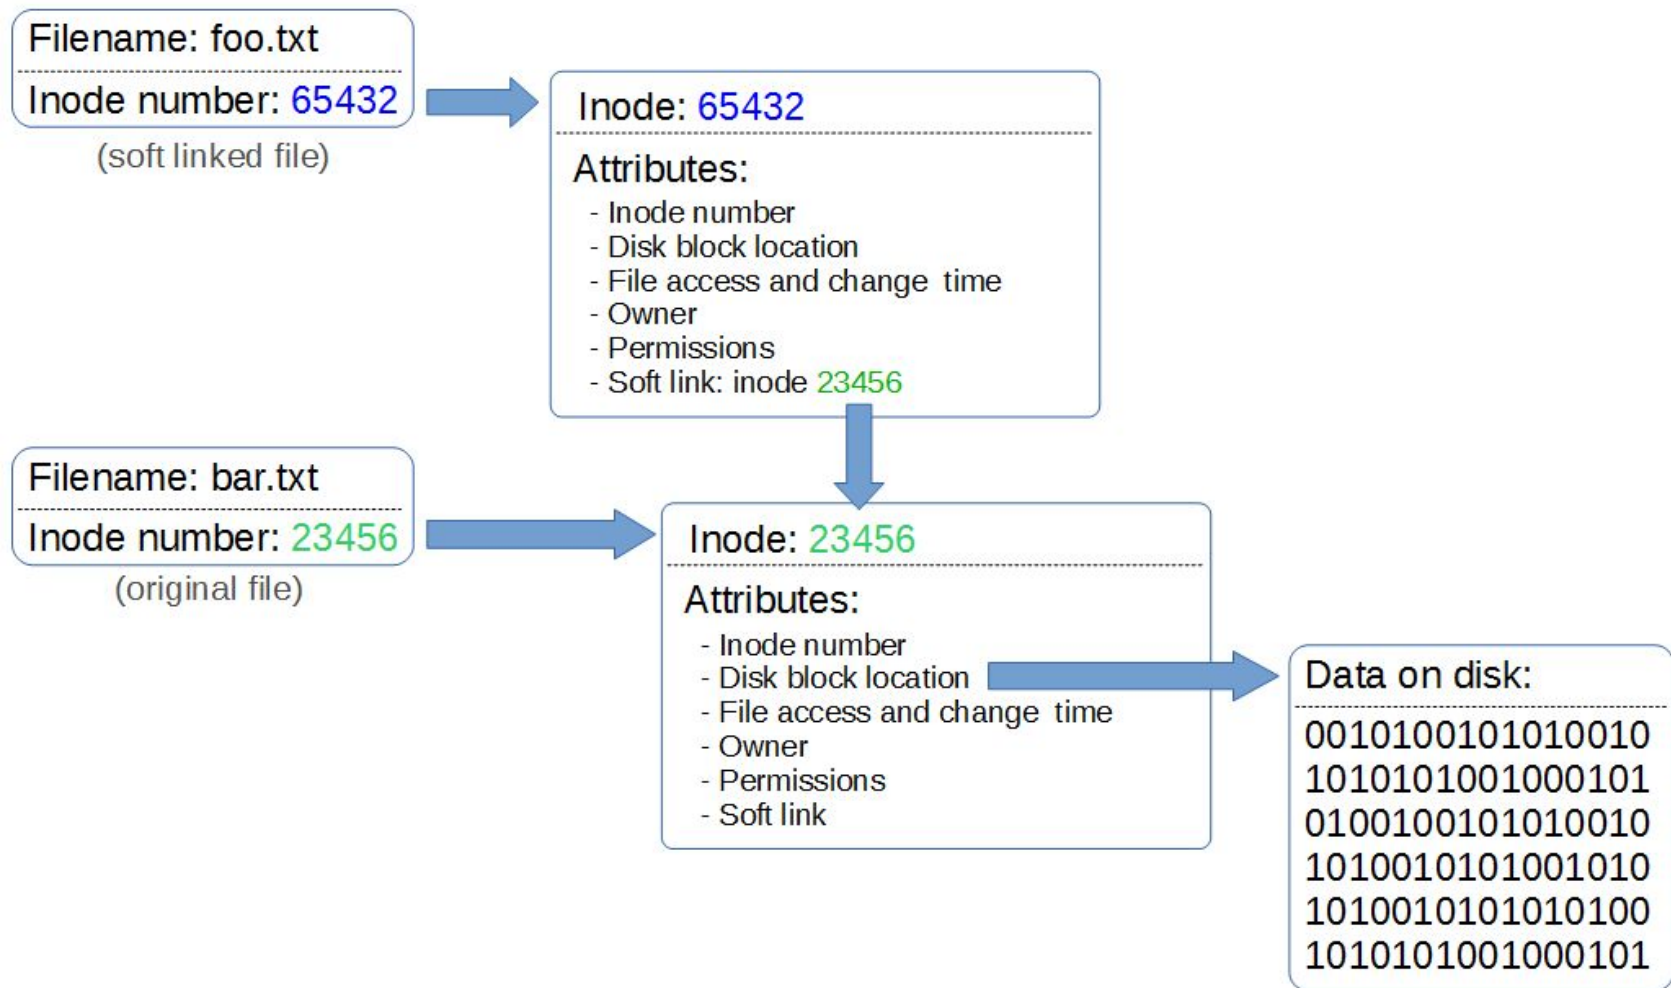 Filename: foo.txt
Inode number: 65432
(soft linked file)
Inode: 65432
Attributes:
- Inode number
- Disk block location
- File access and change  time
- Owner
- Permissions
- Soft link: inode 23456
Filename: bar.txt
Inode number: 23456
(original file)
Inode: 23456
Attributes:
- Inode number
- Disk block location
- File access and change  time
- Owner
- Permissions
- Soft link
Data on disk:
0010100101010010
1010101001000101
0100100101010010
1010010101001010
1010010101010100
1010101001000101